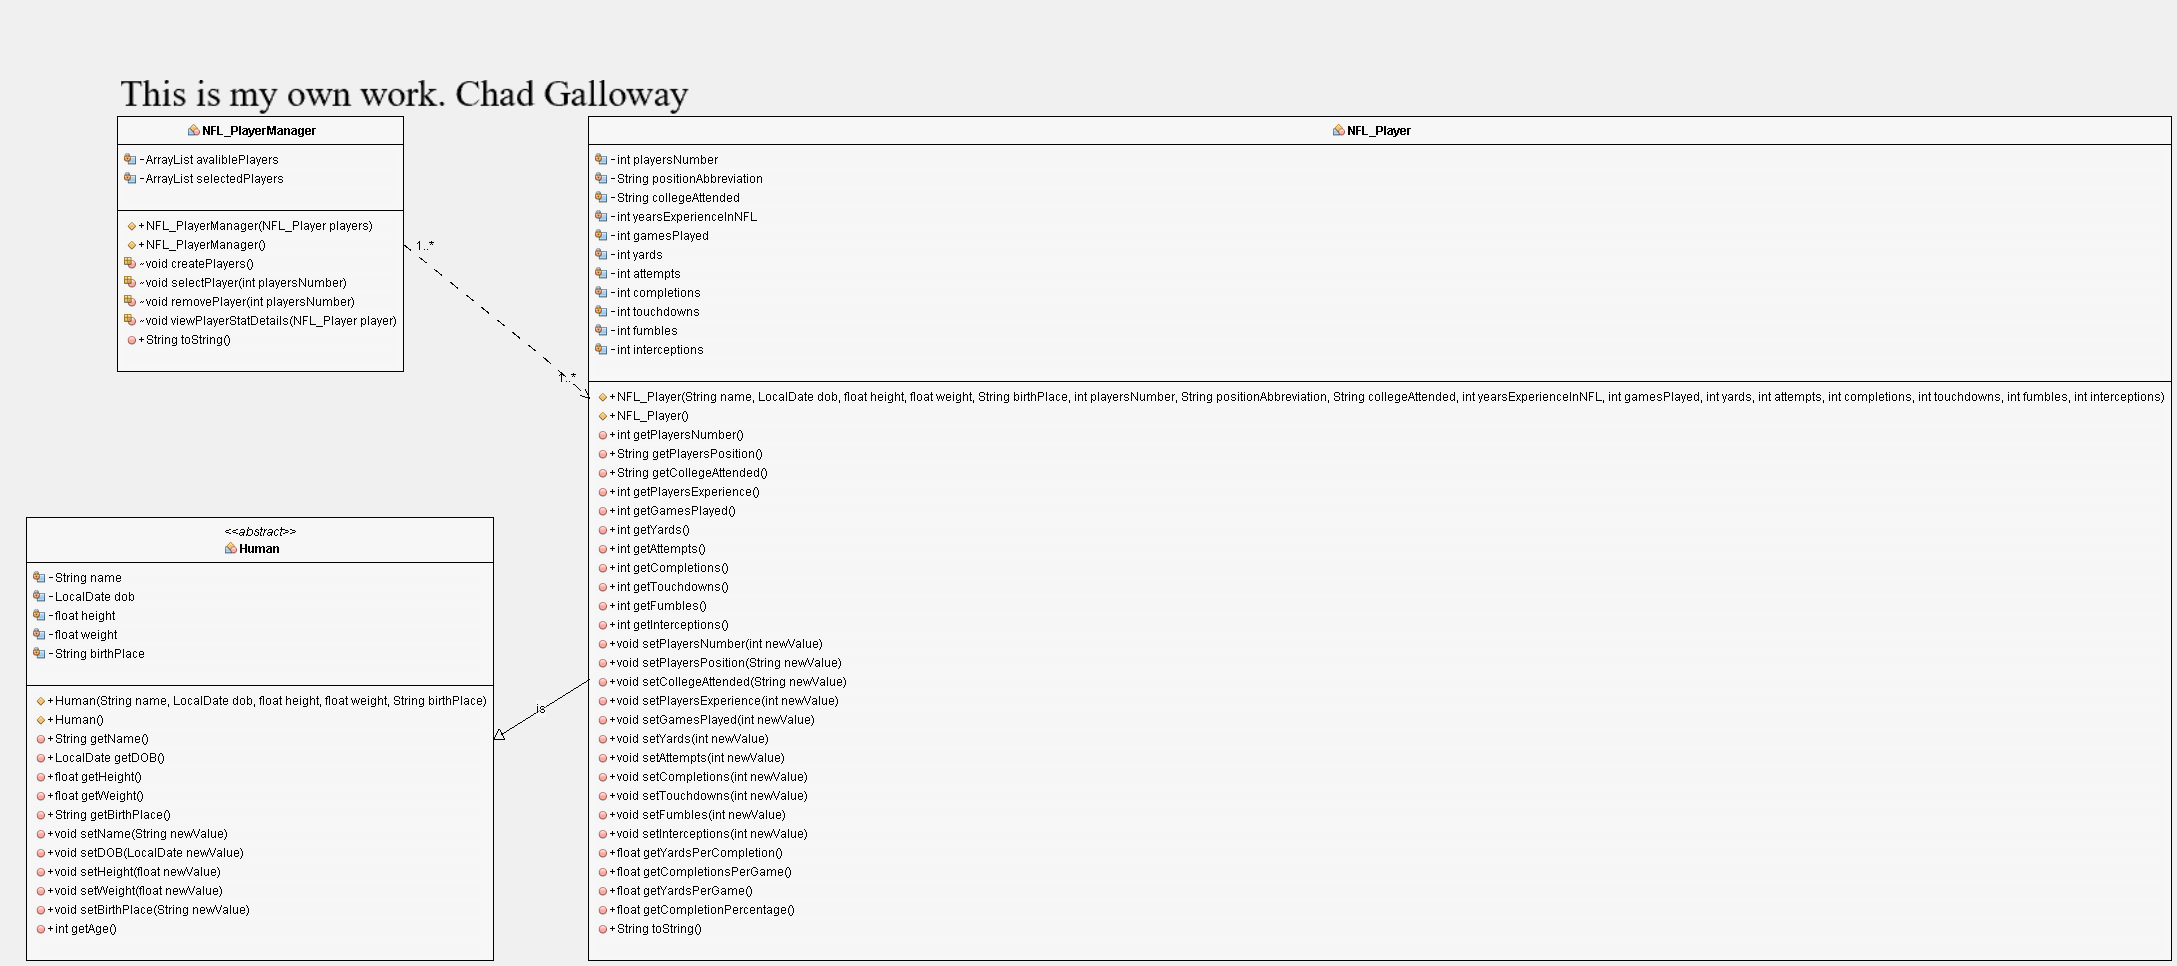 This is my own work. Chad Galloway
NFL_PlayerManager
-ArrayList avaliblePlayers
-ArrayList selectedPlayers
+NFL_PlayerManager(NFL_Player players)
+NFL_PlayerManager()
~void createPlayers()
~void selectPlayer(int playersNumber)
~void removePlayer(int playersNumber)
~void viewPlayerStatDetails(NFL_Player player)
+String toString()
1..*
1..*
NFL_Player
-int playersNumber
-String positionAbbreviation
-String collegeAttended
-int yearsExperienceInNFL
-int gamesPlayed
-int yards
-int attempts
-int completions
-int touchdowns
-int fumbles
-int interceptions
+NFL_Player(String name, LocalDate dob, float height, float weight, String birthPlace, int playersNumber, String positionAbbreviation, String collegeAttended, int yearsExperienceInNFL, int gamesPlayed, int yards, int attempts, int completions, int touchdowns, int fumbles, int interceptions)
+NFL_Player()
+int getPlayersNumber()
+String getPlayersPosition()
+String getCollegeAttended()
+int getPlayersExperience()
+int getGamesPlayed()
+int getYards()
+int getAttempts()
+int getCompletions()
+int getTouchdowns()
+int getFumbles()
+int getInterceptions()
+void setPlayersNumber(int newValue)
+void setPlayersPosition(String newValue)
+void setCollegeAttended(String newValue)
+void setPlayersExperience(int newValue)
+void setGamesPlayed(int newValue)
+void setYards(int newValue)
+void setAttempts(int newValue)
+void setCompletions(int newValue)
+void setTouchdowns(int newValue)
+void setFumbles(int newValue)
+void setInterceptions(int newValue)
+float getYardsPerCompletion()
+float getCompletionsPerGame()
+float getYardsPerGame()
+float getCompletionPercentage()
+String toString()
is
<<abstract>>
Human
-String name
-LocalDate dob
-float height
-float weight
-String birthPlace
+Human(String name, LocalDate dob, float height, float weight, String birthPlace)
+Human()
+String getName()
+LocalDate getDOB()
+float getHeight()
+float getWeight()
+String getBirthPlace()
+void setName(String newValue)
+void setDOB(LocalDate newValue)
+void setHeight(float newValue)
+void setWeight(float newValue)
+void setBirthPlace(String newValue)
+int getAge()